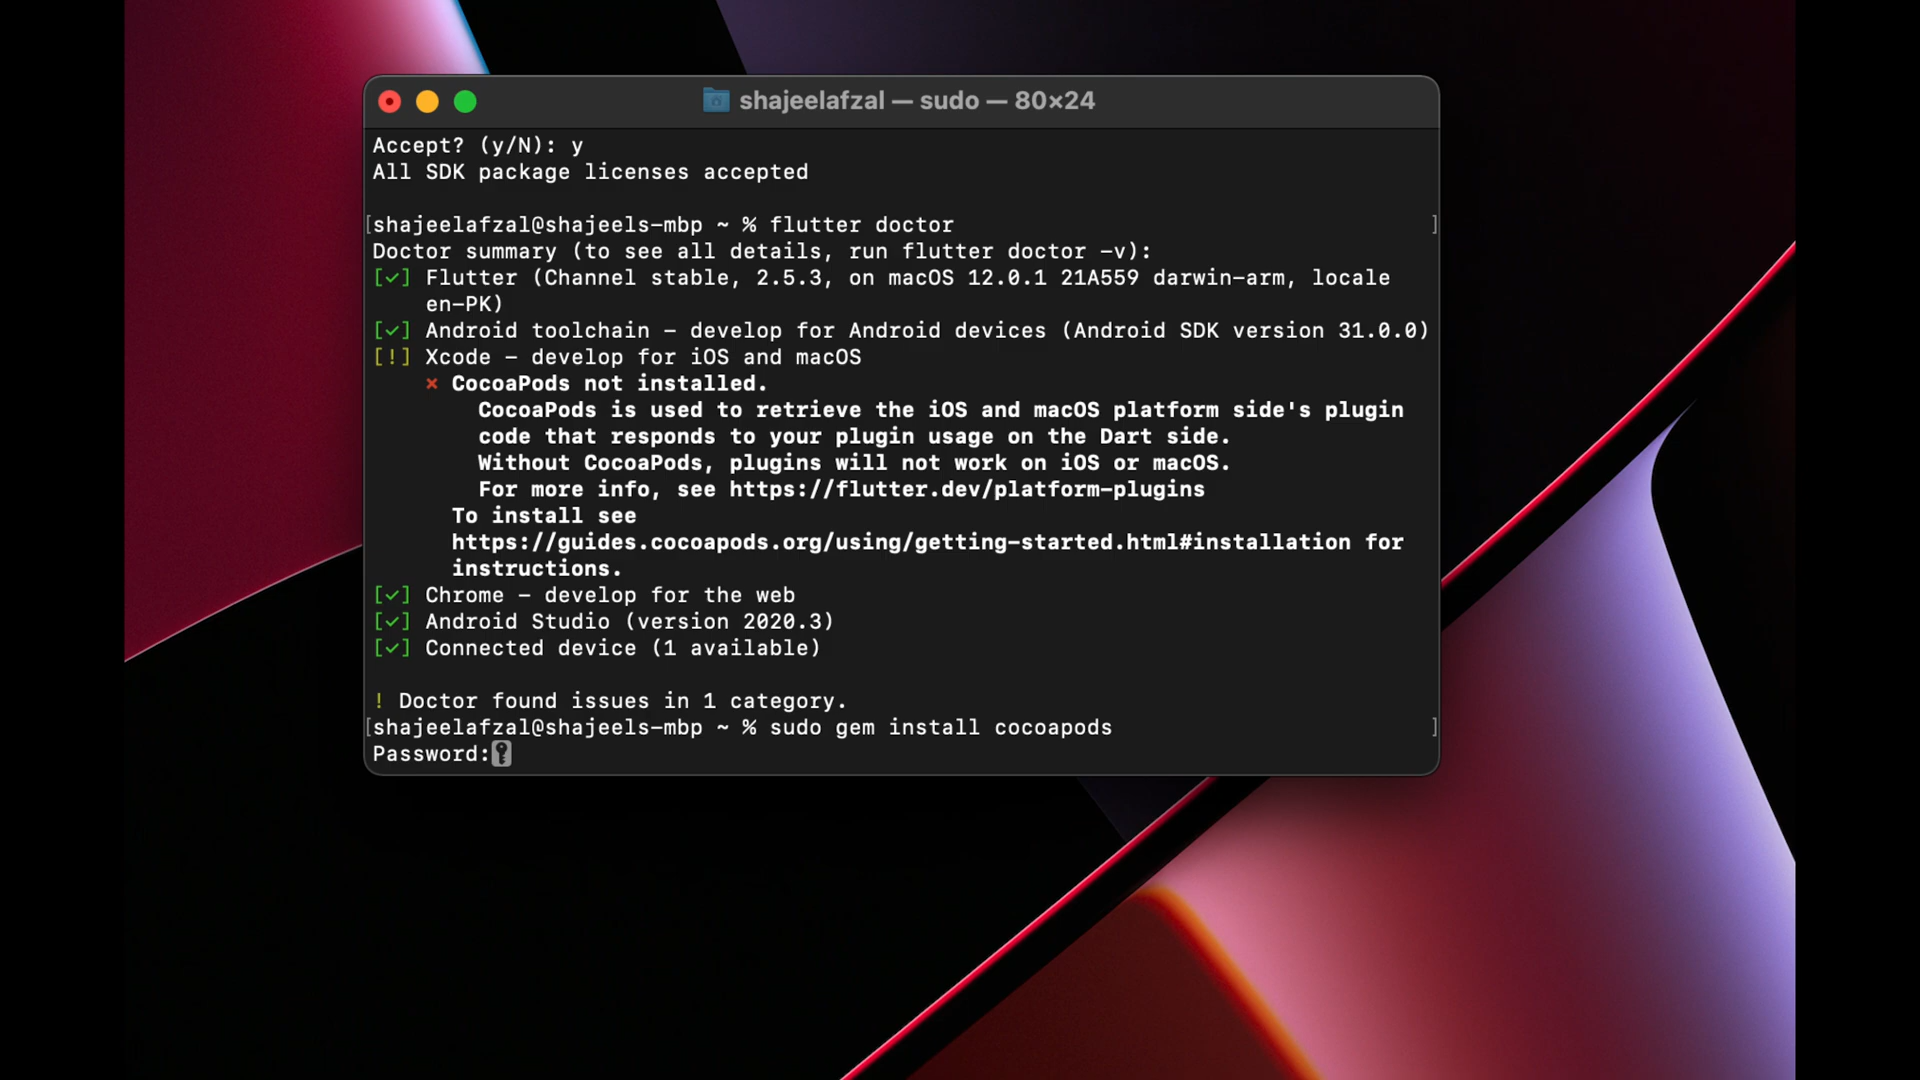 shajeelafzal — sudo — 80×24
Accept? (y/N): y
All SDK package licenses accepted
[shajeelafzal@shajeels-mbp ~ % flutter doctor ]
Doctor summary (to see all details, run flutter doctor -v):
[✓] Flutter (Channel stable, 2.5.3, on macOS 12.0.1 21A559 darwin-arm, locale
en-PK)
[✓] Android toolchain - develop for Android devices (Android SDK version 31.0.0)
[!] Xcode - develop for iOS and macOS
✗ CocoaPods not installed.
CocoaPods is used to retrieve the iOS and macOS platform side's plugin
code that responds to your plugin usage on the Dart side.
Without CocoaPods, plugins will not work on iOS or macOS.
For more info, see https://flutter.dev/platform-plugins
To install see
https://guides.cocoapods.org/using/getting-started.html#installation for
instructions.
[✓] Chrome - develop for the web
[✓] Android Studio (version 2020.3)
[✓] Connected device (1 available)
! Doctor found issues in 1 category.
[shajeelafzal@shajeels-mbp ~ % sudo gem install cocoapods ]
Password: